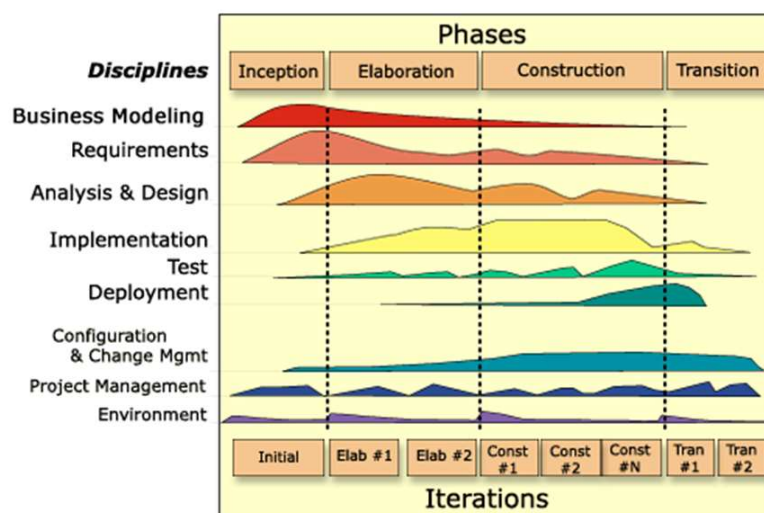 Phases
Disciplines
Inception
Elaboration
Construction
Transition
Business Modeling
Requirements
Analysis & Design
Implementation
Test
Deployment
Configuration
& Change Mgmt
Project Management
Environment
Initial
Elab #1
Elab #2
Const
#1
Const
#2
Const
#N
Tran
#1
Tran
#2
Iterations